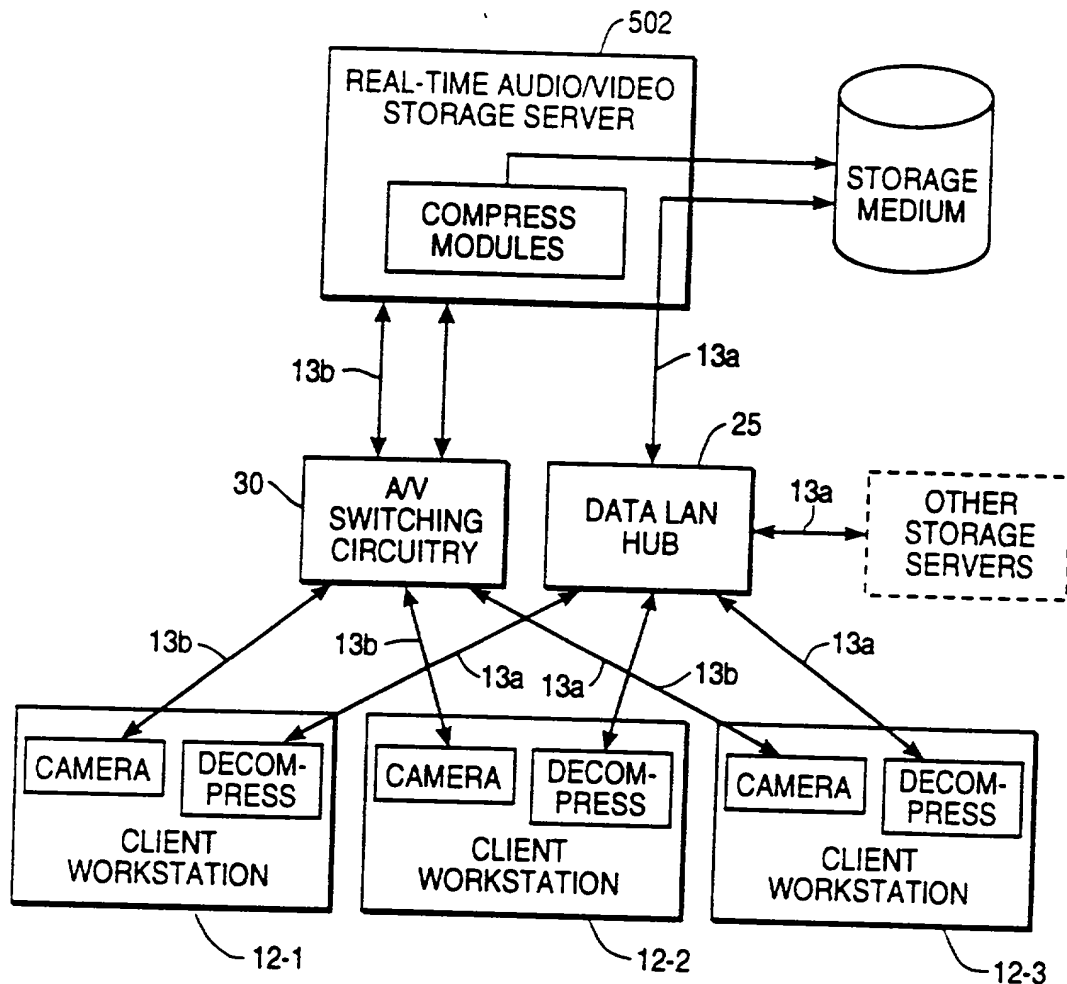 502
REAL-TIME AUDIO/VIDEO
STORAGE SERVER
COMPRESS
MODULES
STORAGE
MEDIUM
13b
13a
25
30
A/V
SWITCHING
CIRCUITRY
DATA LAN
HUB
13a
OTHER
STORAGE
SERVERS
13b
13b
13a
13a
13b
13a
CAMERA
DECOM-
PRESS
CLIENT
WORKSTATION
CAMERA
DECOM-
PRESS
CLIENT
WORKSTATION
CAMERA
DECOM-
PRESS
CLIENT
WORKSTATION
12-1
12-2
12-3